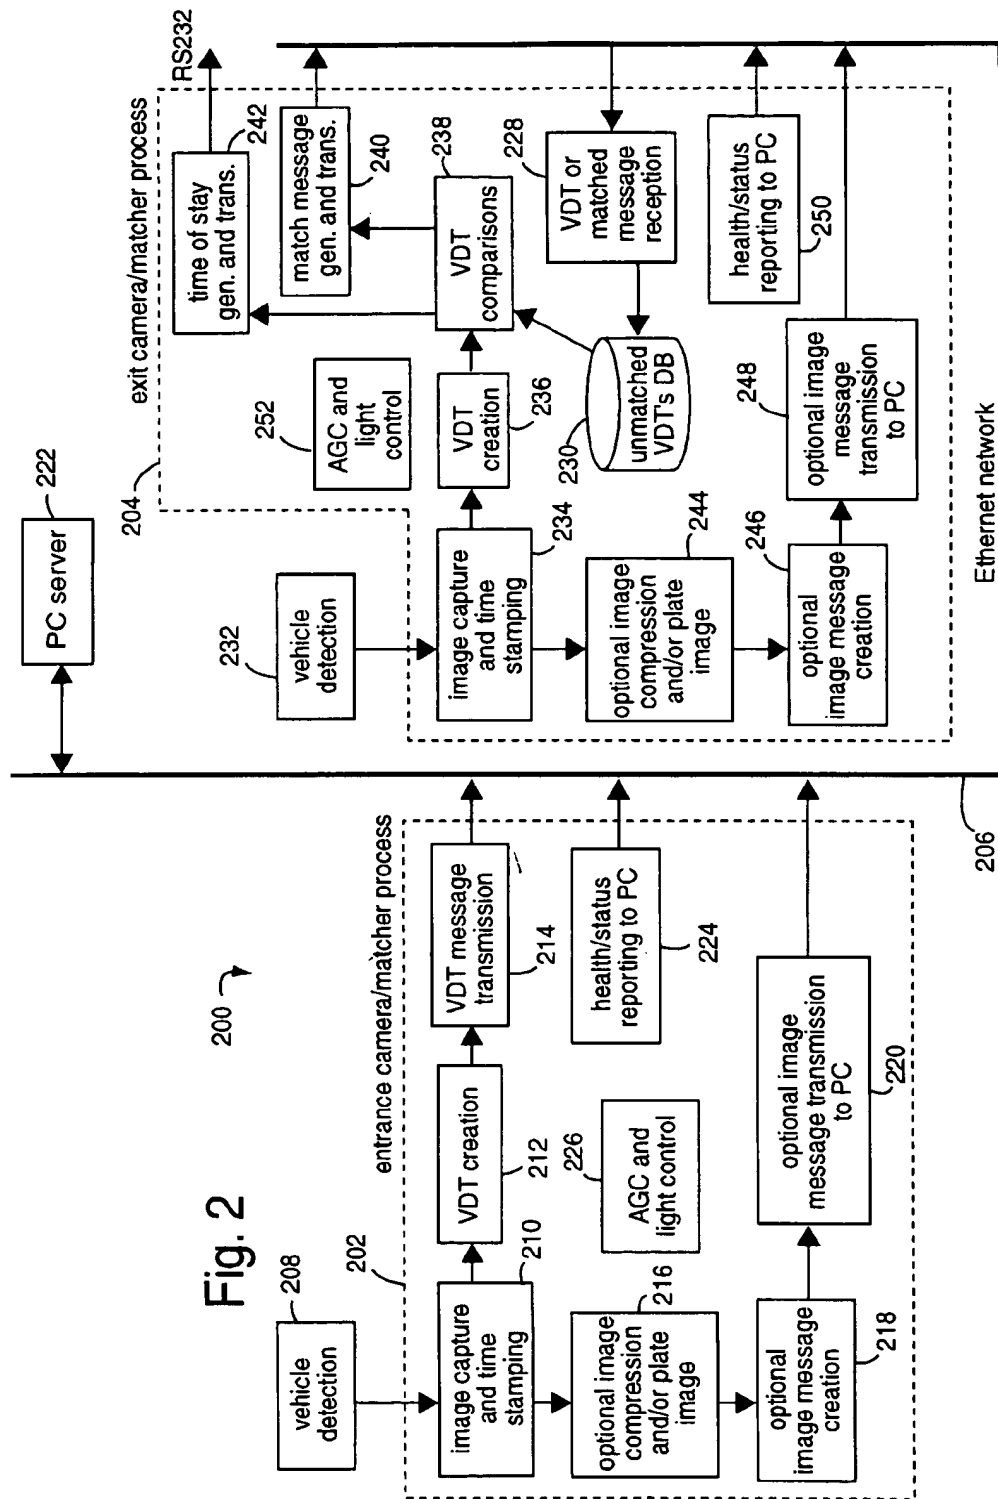 Fig. 2
200
202
entrance camera/matcher process
208
vehicle
detection
210
image capture
and time
stamping
212
VDT creation
214
VDT message
transmission
216
optional image
compression
and/or plate
image
218
optional
image message
creation
220
optional image
message transmission
to PC
224
health/status
reporting to PC
226
AGC and
light control
206
Ethernet network
222
PC server
204
exit camera/matcher process
232
vehicle
detection
234
image capture
and time
stamping
236
VDT
creation
238
VDT
comparisons
252
AGC and
light
control
242
time of stay
gen. and trans.
RS232
240
match message
gen. and trans.
228
VDT or
matched
message
reception
230
unmatched
VDT's DB
244
optional image
compression
and/or plate
image
246
optional
image message
creation
248
optional image
message
transmission
to PC
250
health/status
reporting to PC